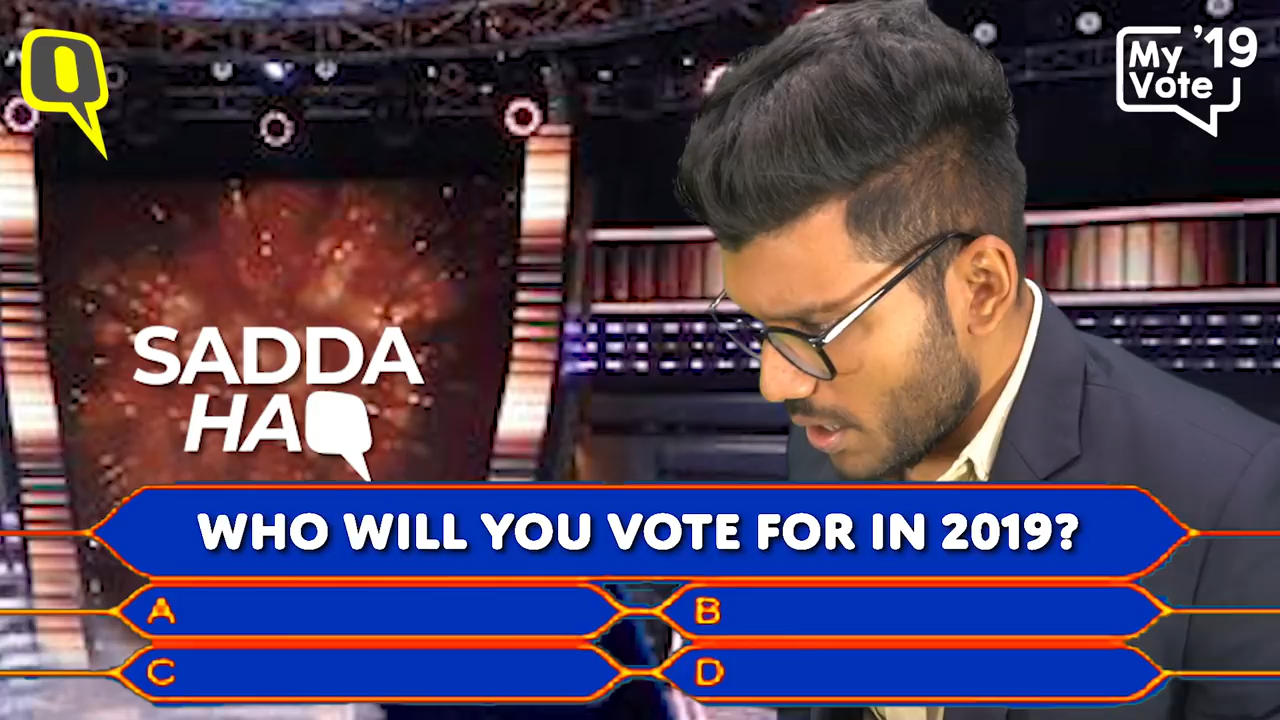 Q
My '19
Vote
SADDA
HAQ
WHO WILL YOU VOTE FOR IN 2019?
A
B
C
D